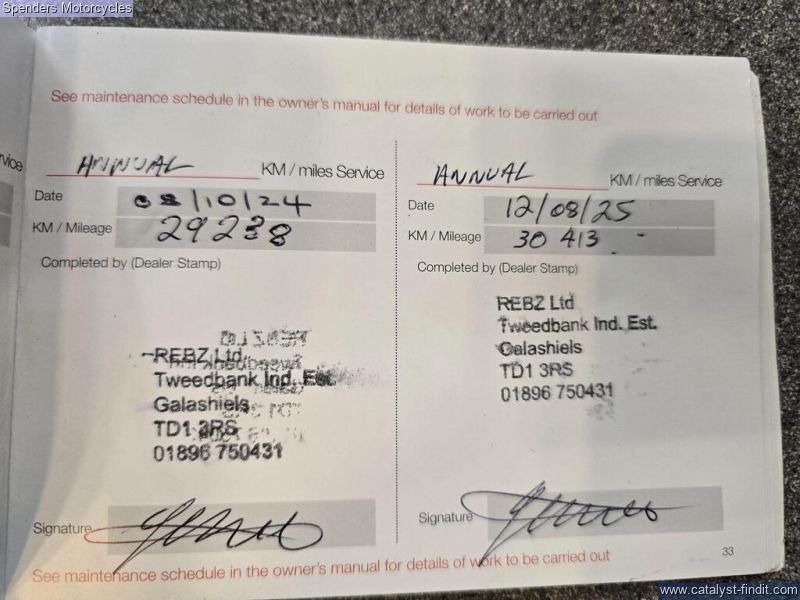 Spenders Motorcycles
See maintenance schedule in the owner's manual for details of work to be carried out
vice
ANNUAL KM / miles Service
Date 08/10/24
KM / Mileage 29238
Completed by (Dealer Stamp)
REBZ Ltd
Tweedbank Ind. Est.
Galashiels
TD1 3RS
01896 750431
Signature
ANNUAL KM / miles Service
Date 12/08/25
KM / Mileage 30 413
Completed by (Dealer Stamp)
REBZ Ltd
Tweedbank Ind. Est.
Galashiels
TD1 3RS
01896 750431
Signature
33
See maintenance schedule in the owner's manual for details of work to be carried out
www.catalyst-findit.com